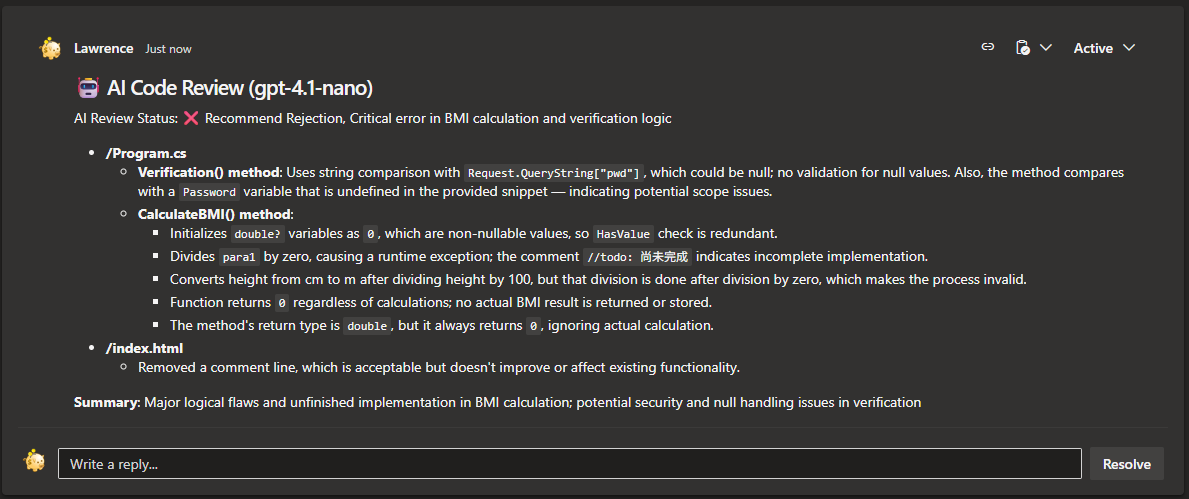 Lawrence Just now Active
AI Code Review (gpt-4.1-nano)
AI Review Status: ❌ Recommend Rejection, Critical error in BMI calculation and verification logic
• /Program.cs
◦ Verification() method: Uses string comparison with Request.QueryString["pwd"], which could be null; no validation for null values. Also, the method compares
with a Password variable that is undefined in the provided snippet — indicating potential scope issues.
◦ CalculateBMI() method:
▪ Initializes double? variables as 0, which are non-nullable values, so HasValue check is redundant.
▪ Divides para1 by zero, causing a runtime exception; the comment //todo: 尚未完成 indicates incomplete implementation.
▪ Converts height from cm to m after dividing height by 100, but that division is done after division by zero, which makes the process invalid.
▪ Function returns 0 regardless of calculations; no actual BMI result is returned or stored.
▪ The method's return type is double, but it always returns 0, ignoring actual calculation.
• /index.html
◦ Removed a comment line, which is acceptable but doesn't improve or affect existing functionality.
Summary: Major logical flaws and unfinished implementation in BMI calculation; potential security and null handling issues in verification
Write a reply... Resolve